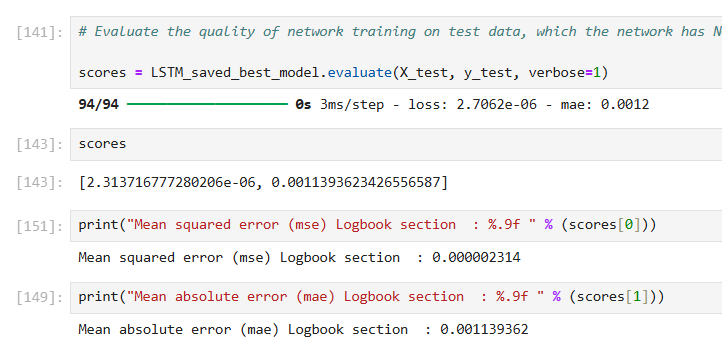 [141]: # Evaluate the quality of network training on test data, which the network has
scores = LSTM_saved_best_model.evaluate(X_test, y_test, verbose=1)
94/94 ━━━━━━━━━━━━━━━━━━━━ 0s 3ms/step - loss: 2.7062e-06 - mae: 0.0012
[143]: scores
[143]: [2.313716777280206e-06, 0.0011393623426556587]
[151]: print("Mean squared error (mse) Logbook section  : %.9f " % (scores[0]))
Mean squared error (mse) Logbook section  : 0.000002314
[149]: print("Mean absolute error (mae) Logbook section  : %.9f " % (scores[1]))
Mean absolute error (mae) Logbook section  : 0.001139362